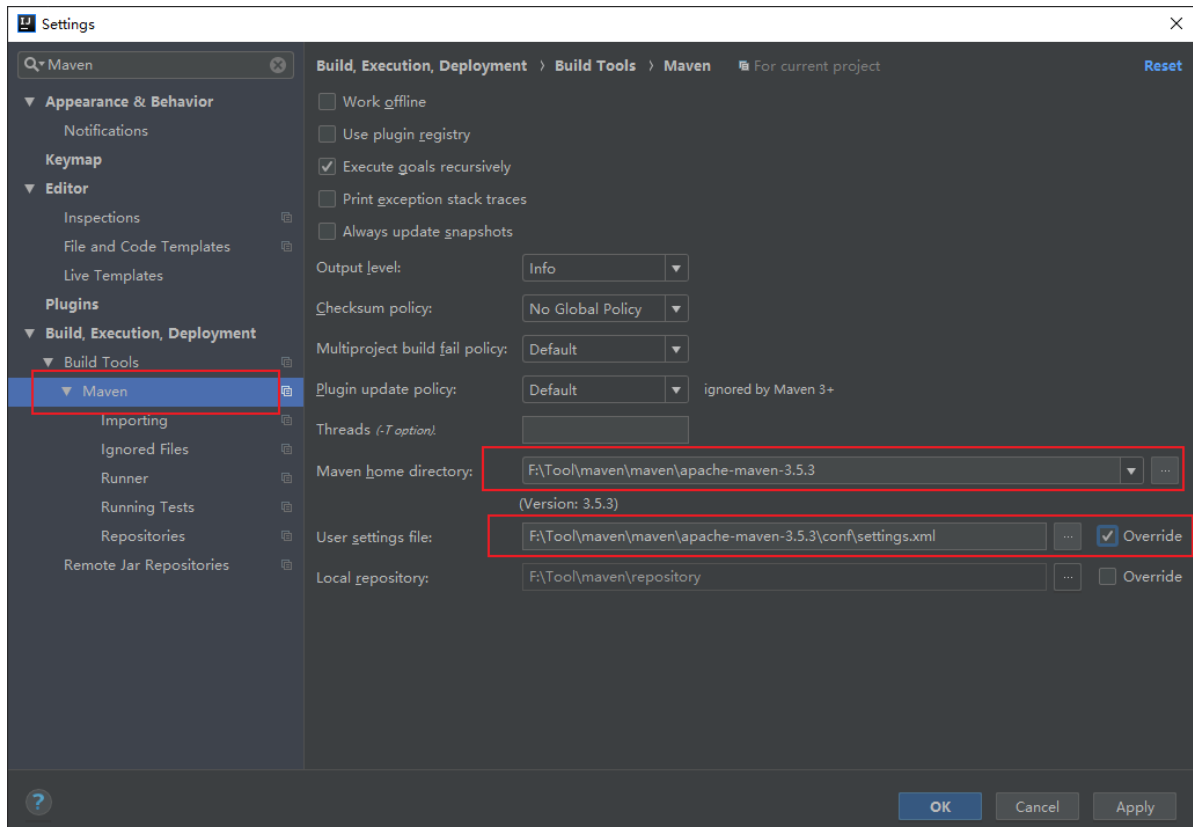 Settings
Maven
Build, Execution, Deployment › Build Tools › Maven For current project Reset
Appearance & Behavior
Notifications
Keymap
Editor
Inspections
File and Code Templates
Live Templates
Plugins
Build, Execution, Deployment
Build Tools
Maven
Importing
Ignored Files
Runner
Running Tests
Repositories
Remote Jar Repositories
Work offline
Use plugin registry
Execute goals recursively
Print exception stack traces
Always update snapshots
Output level: Info
Checksum policy: No Global Policy
Multiproject build fail policy: Default
Plugin update policy: Default ignored by Maven 3+
Threads (-T option):
Maven home directory: F:\Tool\maven\maven\apache-maven-3.5.3 ...
(Version: 3.5.3)
User settings file: F:\Tool\maven\maven\apache-maven-3.5.3\conf\settings.xml ... Override
Local repository: F:\Tool\maven\repository ... Override
? OK Cancel Apply